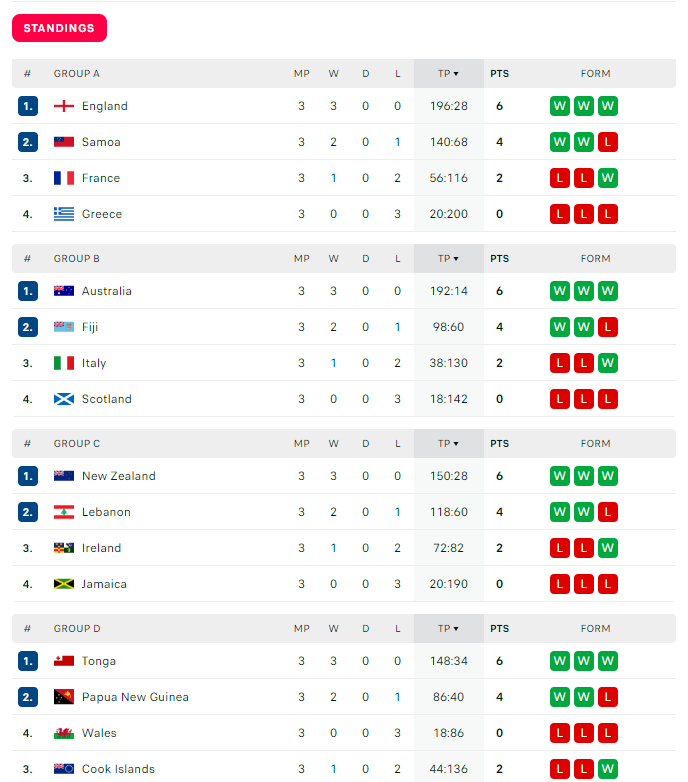 STANDINGS
# GROUP A MP W D L TP PTS FORM
1. England 3 3 0 0 196:28 6 W W W
2. Samoa 3 2 0 1 140:68 4 W W L
3. France 3 1 0 2 56:116 2 L L W
4. Greece 3 0 0 3 20:200 0 L L L
# GROUP B MP W D L TP PTS FORM
1. Australia 3 3 0 0 192:14 6 W W W
2. Fiji 3 2 0 1 98:60 4 W W L
3. Italy 3 1 0 2 38:130 2 L L W
4. Scotland 3 0 0 3 18:142 0 L L L
# GROUP C MP W D L TP PTS FORM
1. New Zealand 3 3 0 0 150:28 6 W W W
2. Lebanon 3 2 0 1 118:60 4 W W L
3. Ireland 3 1 0 2 72:82 2 L L W
4. Jamaica 3 0 0 3 20:190 0 L L L
# GROUP D MP W D L TP PTS FORM
1. Tonga 3 3 0 0 148:34 6 W W W
2. Papua New Guinea 3 2 0 1 86:40 4 W W L
4. Wales 3 0 0 3 18:86 0 L L L
3. Cook Islands 3 1 0 2 44:136 2 L L W